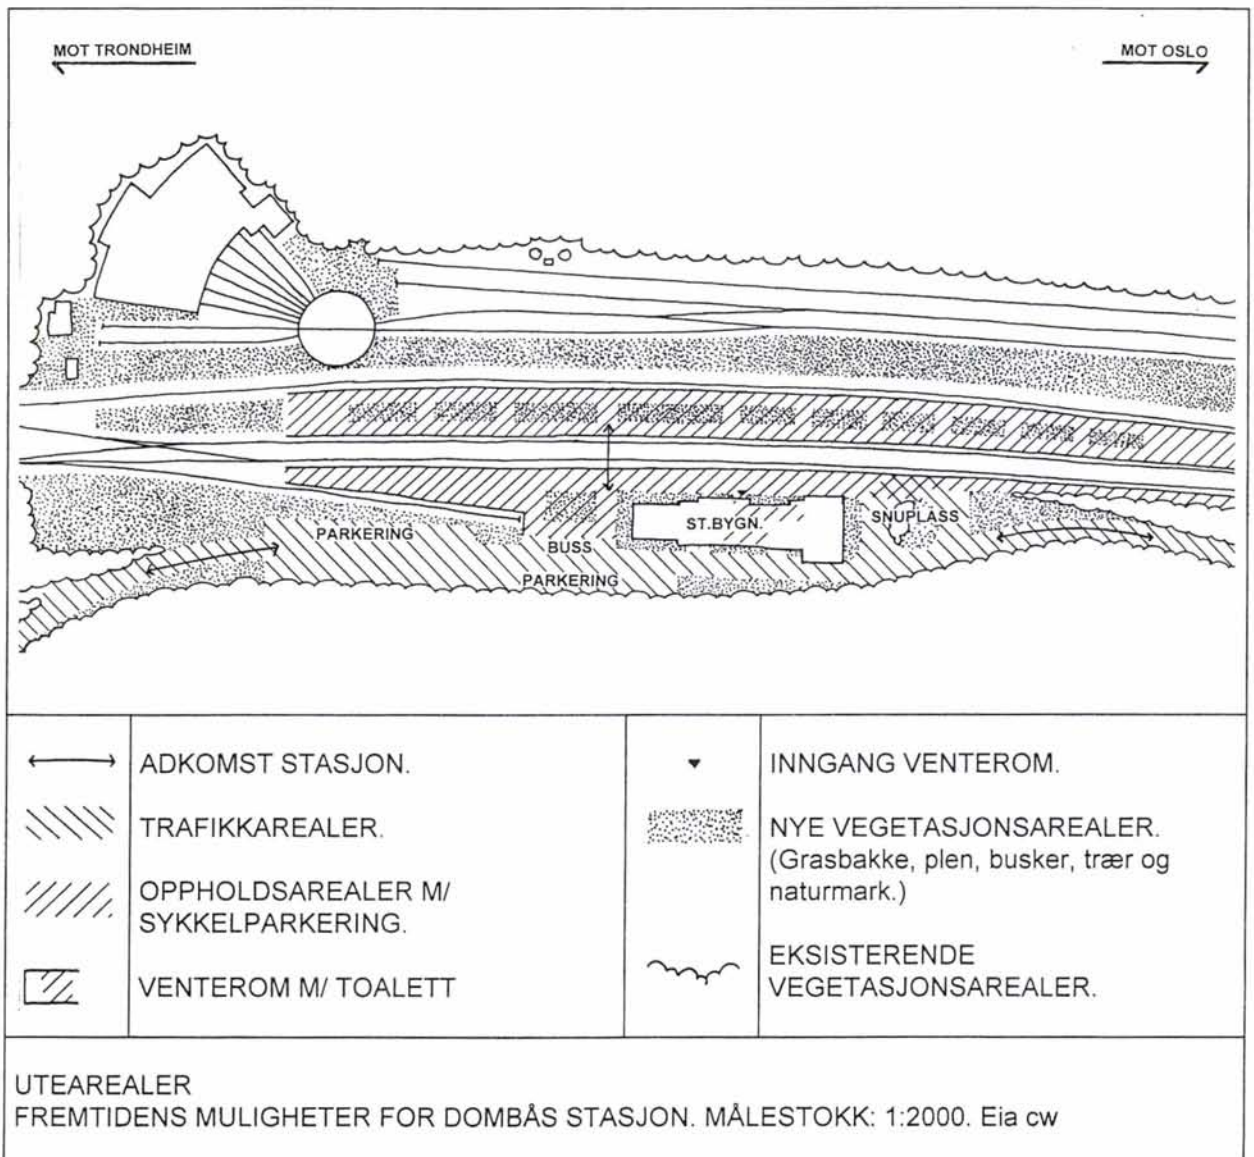 MOT TRONDHEIM
MOT OSLO
PARKERING
BUSS
PARKERING
ST.BYGN.
SNUPLASS
ADKOMST STASJON.
TRAFIKKAREALER.
OPPHOLDSAREALER M/
SYKKELPARKERING.
VENTEROM M/ TOALETT
INNGANG VENTEROM.
NYE VEGETASJONSAREALER.
(Grasbakke, plen, busker, trær og
naturmark.)
EKSISTERENDE
VEGETASJONSAREALER.
UTEAREALER
FREMTIDENS MULIGHETER FOR DOMBÅS STASJON. MÅLESTOKK: 1:2000. Eia cw